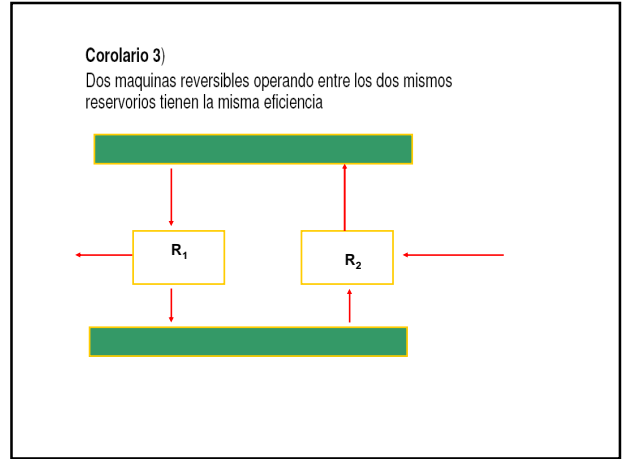 Corolario 3)
Dos maquinas reversibles operando entre los dos mismos
reservorios tienen la misma eficiencia
R1
R2